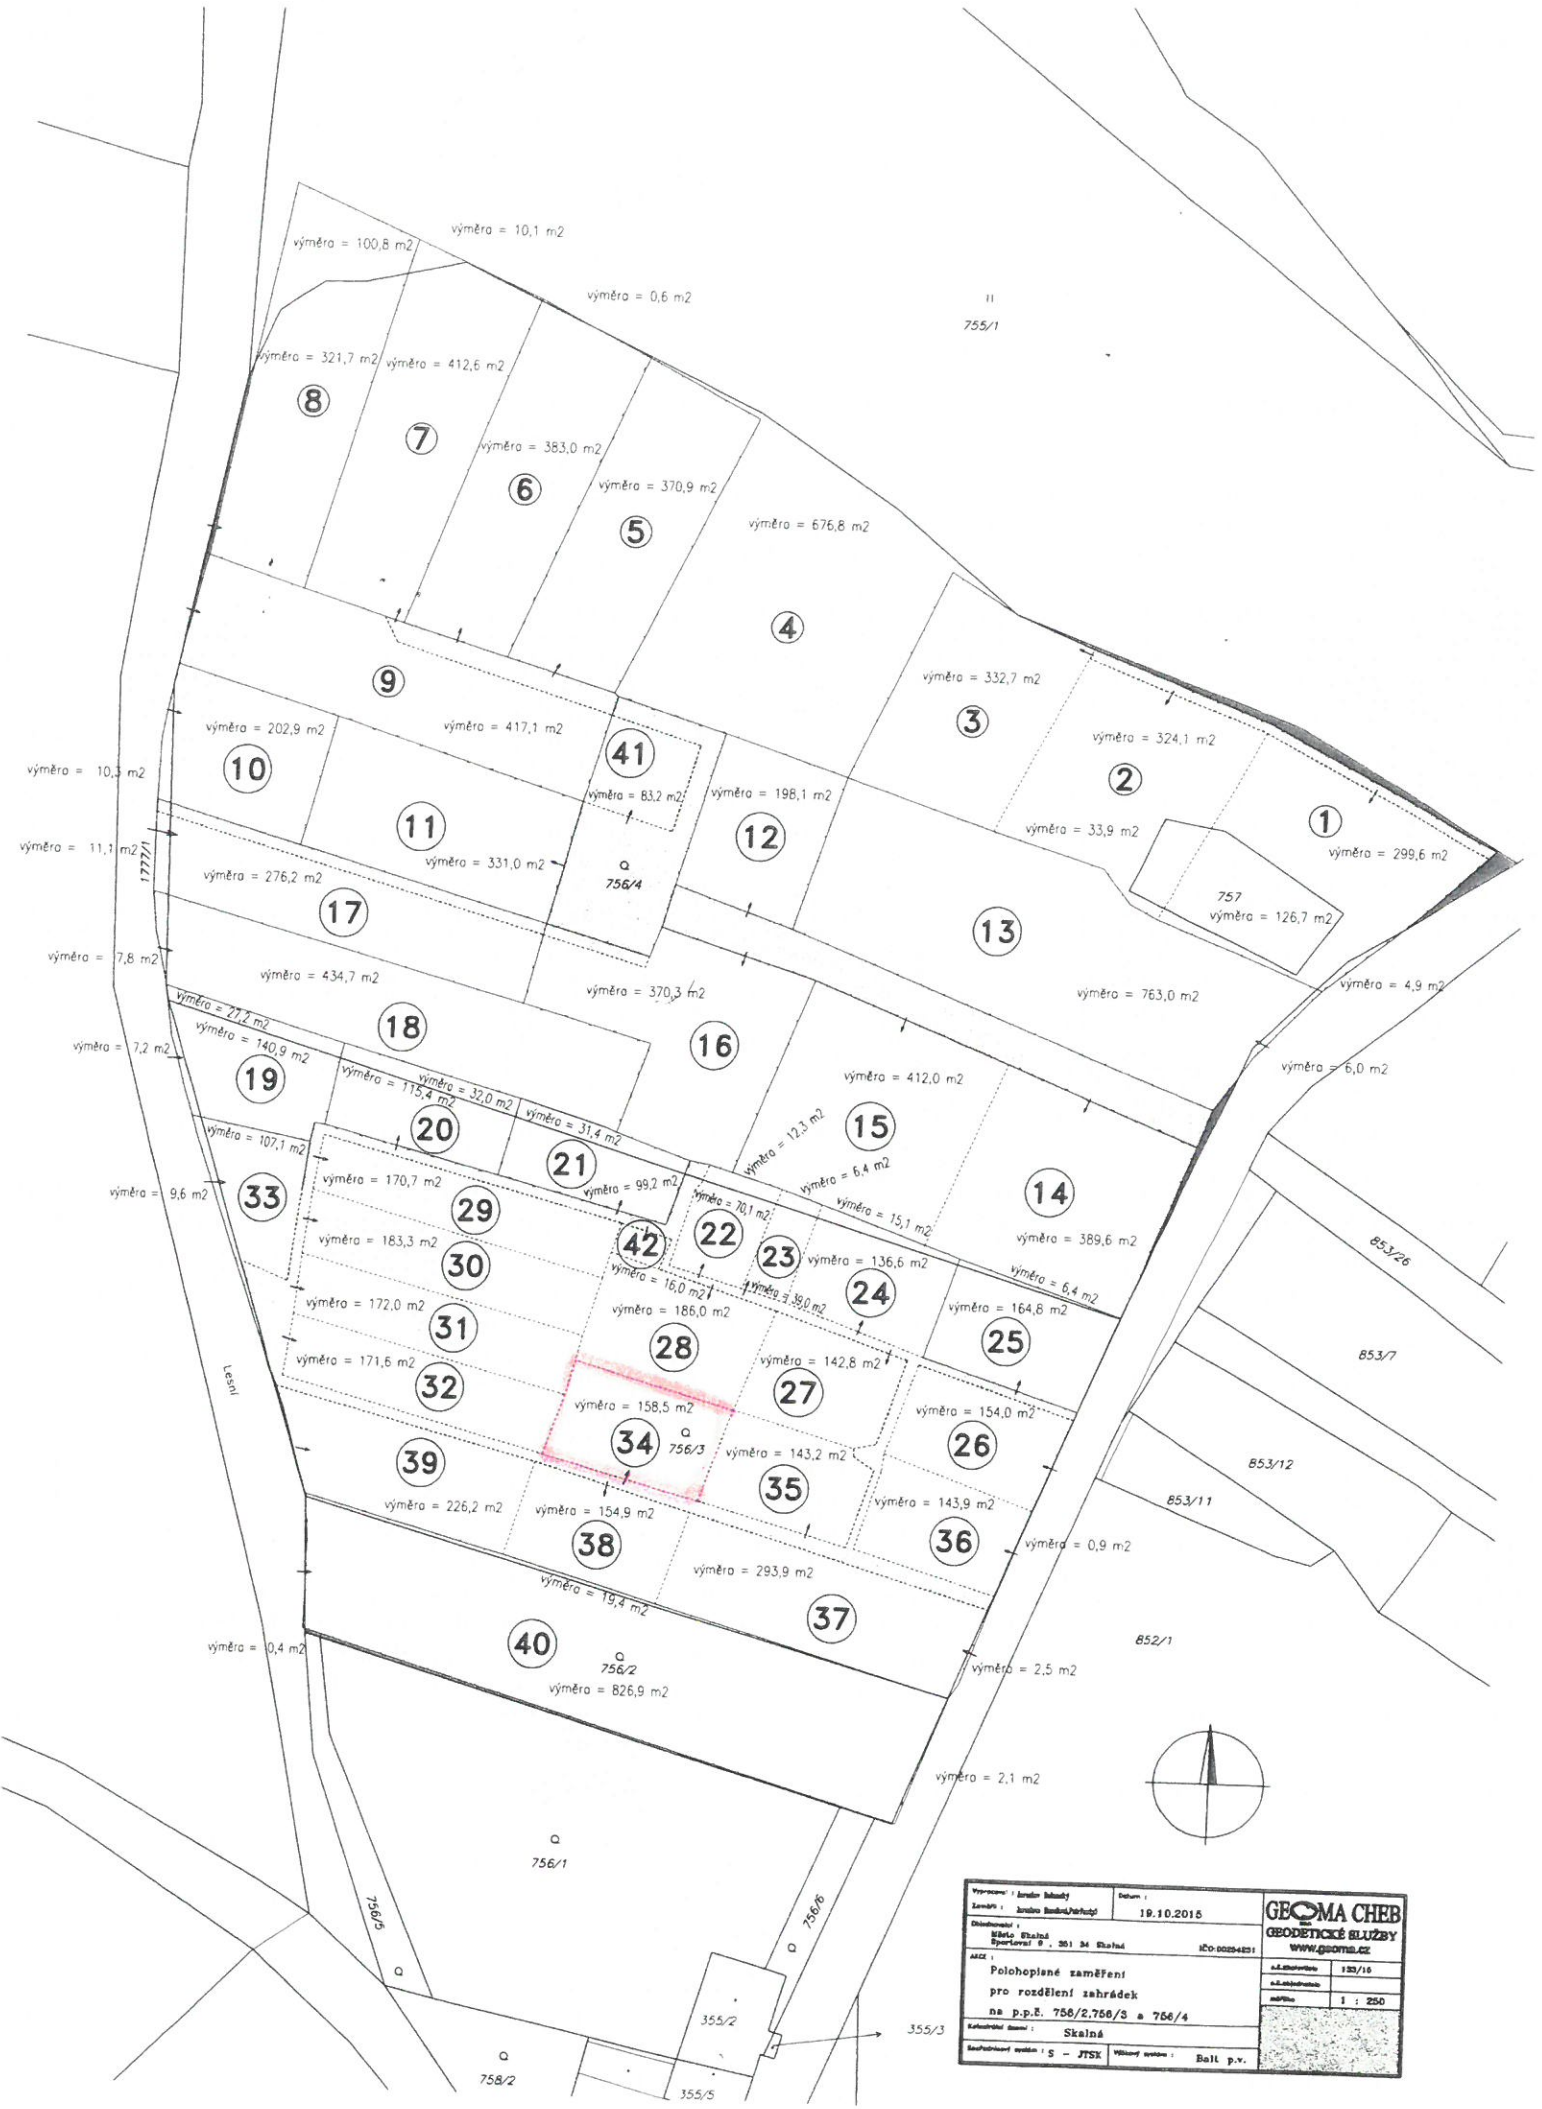 výměra = 10,1 m2
výměra = 100,8 m2
výměra = 0,6 m2
II
755/1
výměra = 321,7 m2
výměra = 412,6 m2
8
7
výměra = 383,0 m2
6
výměra = 370,9 m2
5
výměra = 676,8 m2
4
9
výměra = 332,7 m2
3
výměra = 202,9 m2
výměra = 417,1 m2
41
výměra = 324,1 m2
2
výměra = 10,3 m2
10
výměra = 83,2 m2
výměra = 198,1 m2
12
11
výměra = 33,9 m2
1
výměra = 299,6 m2
výměra = 11,1 m2
1777/1
výměra = 331,0 m2
756/4
výměra = 276,2 m2
17
757
výměra = 126,7 m2
13
výměra = 7,8 m2
výměra = 434,7 m2
výměra = 370,3 m2
výměra = 763,0 m2
výměra = 4,9 m2
výměra = 27,2 m2
18
16
výměra = 7,2 m2
výměra = 140,9 m2
19
výměra = 115,4 m2
výměra = 32,0 m2
výměra = 412,0 m2
výměra = 6,0 m2
20
výměra = 31,4 m2
15
výměra = 12,3 m2
výměra = 107,1 m2
21
výměra = 6,4 m2
výměra = 9,6 m2
33
výměra = 170,7 m2
výměra = 99,2 m2
výměra = 70,1 m2
výměra = 15,1 m2
14
29
22
výměra = 183,3 m2
42
23
výměra = 389,6 m2
853/26
30
výměra = 16,0 m2
výměra = 39,0 m2
výměra = 136,6 m2
24
výměra = 6,4 m2
výměra = 172,0 m2
31
výměra = 186,0 m2
28
výměra = 164,8 m2
25
853/7
Lesní
výměra = 171,6 m2
32
výměra = 142,8 m2
27
výměra = 158,5 m2
34
756/3
výměra = 154,0 m2
26
39
výměra = 143,2 m2
35
853/12
výměra = 226,2 m2
výměra = 154,9 m2
38
výměra = 143,9 m2
36
853/11
výměra = 0,9 m2
výměra = 293,9 m2
výměra = 19,4 m2
37
výměra = 0,4 m2
40
756/2
výměra = 826,9 m2
852/1
výměra = 2,5 m2
výměra = 2,1 m2
756/1
756/5
756/6
355/2
355/3
758/2
355/5
Datum :
19.10.2015
GEOMA CHEB
GEODETICKÉ SLUŽBY
www.geoma.cz
Město Skalná
Sportovní 9 , 351 34 Skalná
AKCE :
Polohopisné zaměření
pro rozdělení zahrádek
na p.p.č. 756/2,756/3 a 756/4
1 : 250
Skalná
S - JTSK
Balt p.v.